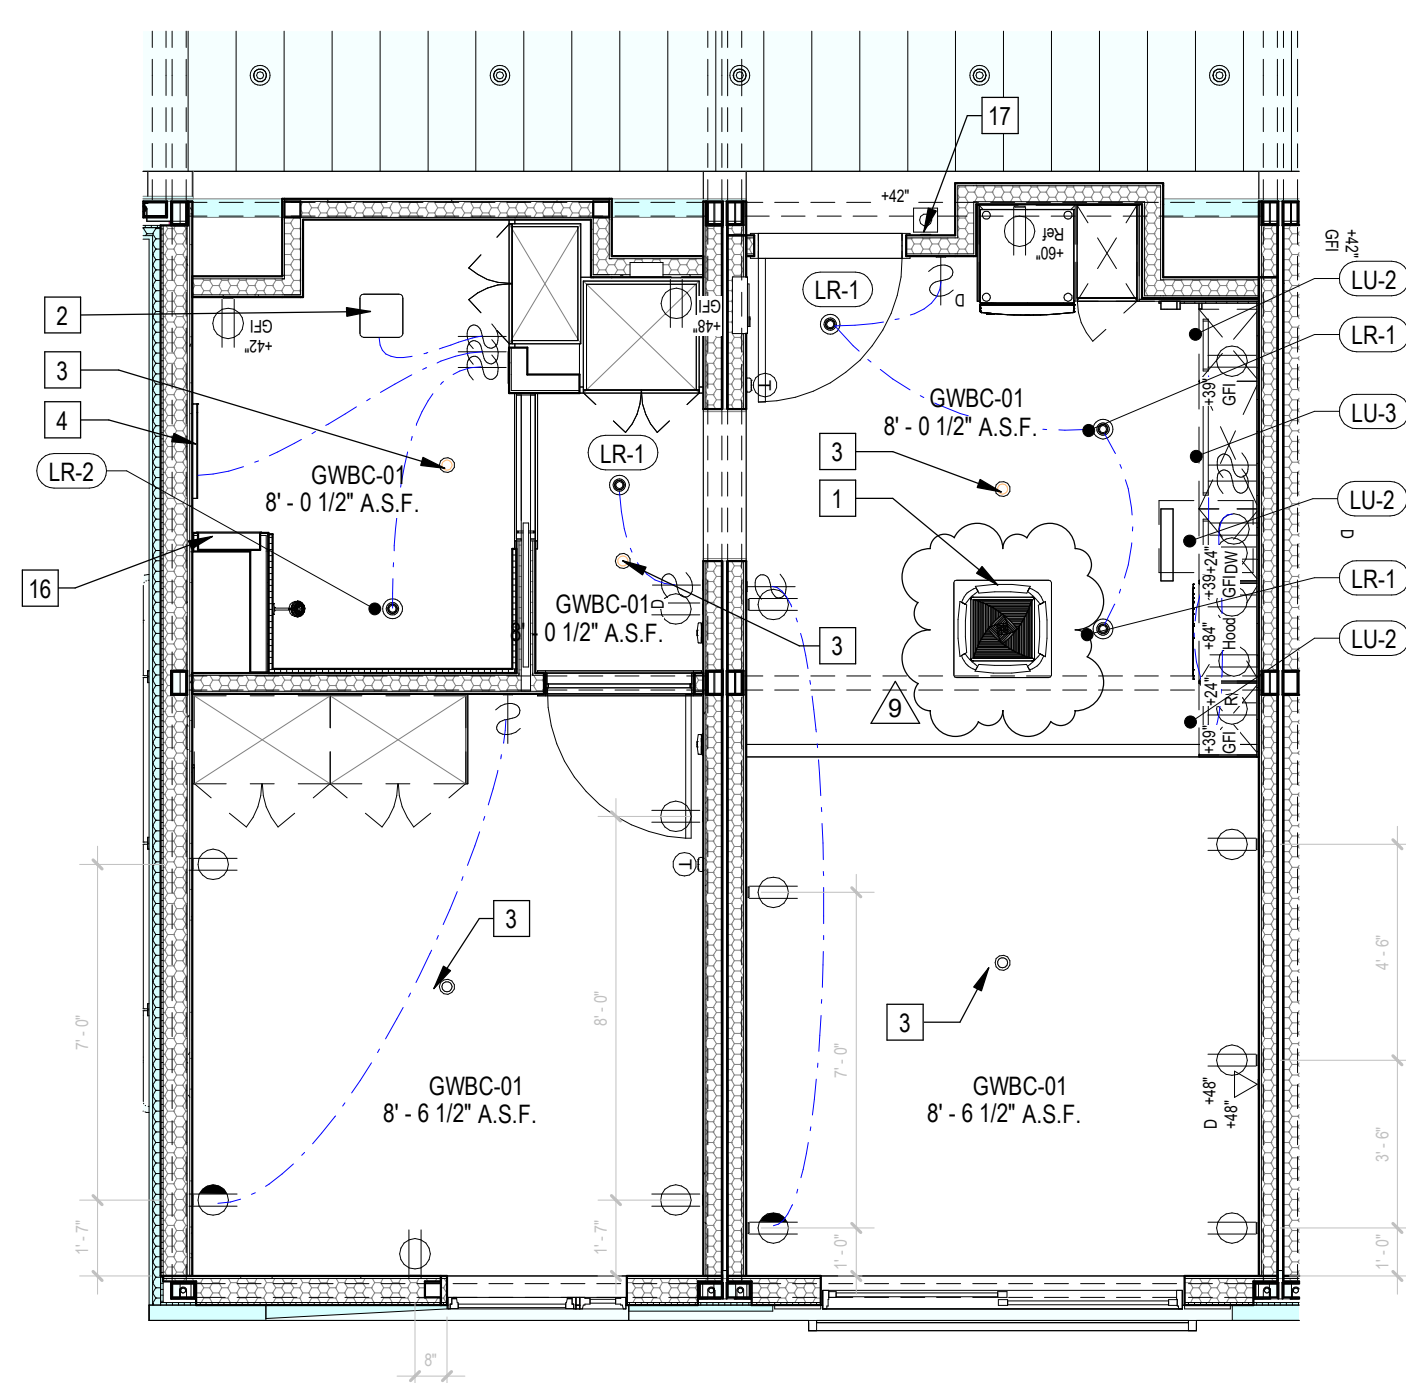 17
+42"
+42"
GFI
Ref
+60"
LU-2
LR-1
D
2
GFI
+42"
GFI
+48"
LR-1
3
4
GWBC-01
8' - 0 1/2" A.S.F.
+39"
GFI
LU-3
LR-2
GWBC-01
8' - 0 1/2" A.S.F.
LR-1
3
1
LU-2
D
16
GWBC-01
8' - 0 1/2" A.S.F.
D
3
+39+24"
GFIDW
LR-1
+84"
Hood
LU-2
9
+39"+24"
GFI
R
T
T
3
3
7' - 0"
8' - 0"
7' - 0"
4' - 6"
GWBC-01
8' - 6 1/2" A.S.F.
GWBC-01
8' - 6 1/2" A.S.F.
D +48"
+48"
3' - 6"
1' - 7"
1' - 7"
1' - 0"
1' - 0"
8"